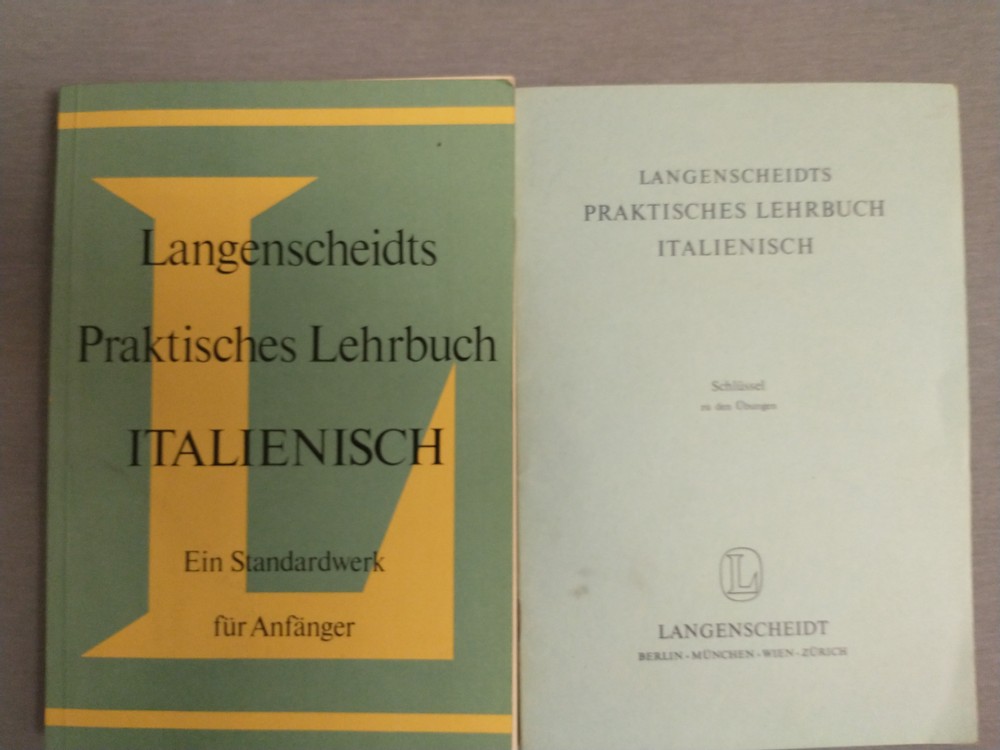 Langenscheidts
Praktisches Lehrbuch
ITALIENISCH
Ein Standardwerk
für Anfänger
LANGENSCHEIDTS
PRAKTISCHES LEHRBUCH
ITALIENISCH
Schlüssel
zu den Übungen
L
LANGENSCHEIDT
BERLIN · MÜNCHEN · WIEN · ZÜRICH